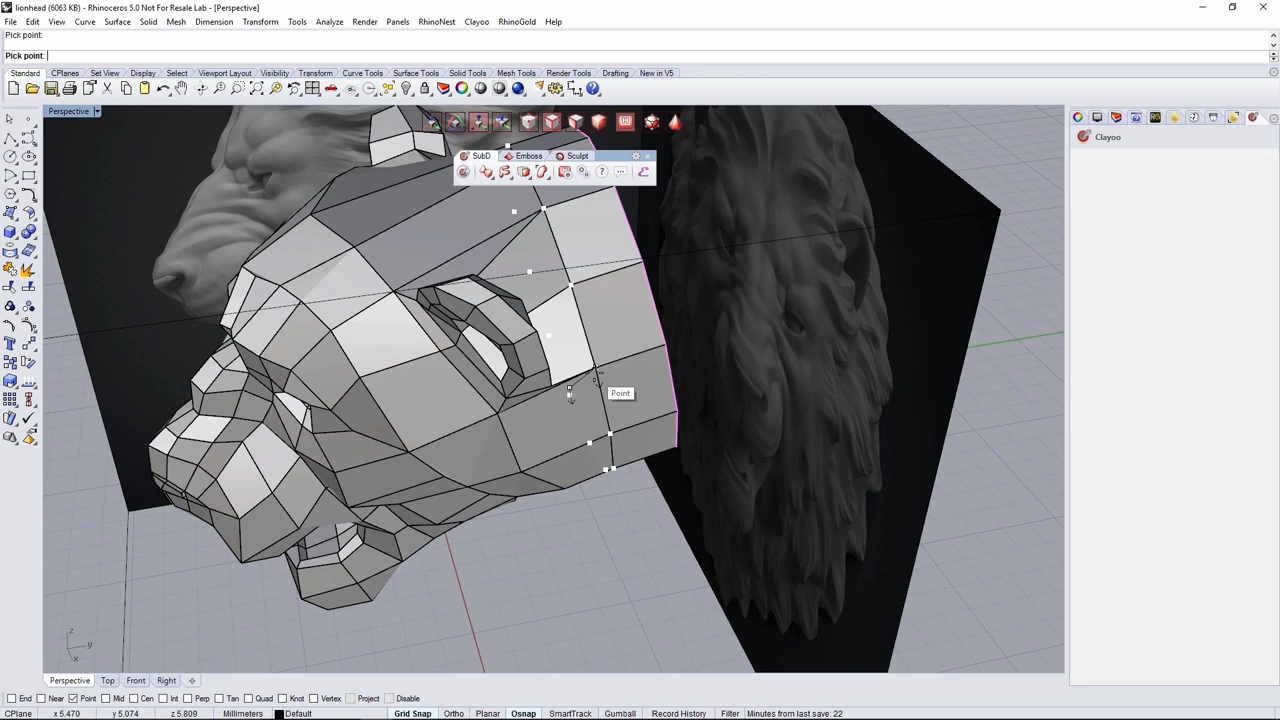 lionhead (6063 KB) - Rhinoceros 5.0 Not For Resale Lab - [Perspective]
File Edit View Curve Surface Solid Mesh Dimension Transform Tools Analyze Render Panels RhinoNest Clayoo RhinoGold Help
Pick point:
Pick point:
Standard CPlanes Set View Display Select Viewport Layout Visibility Transform Curve Tools Surface Tools Solid Tools Mesh Tools Render Tools Drafting New in V5
Perspective
Clayoo
SubD Emboss Sculpt
Point
z
y
x
Perspective Top Front Right
End Near Point Mid Cen Int Perp Tan Quad Knot Vertex Project Disable
CPlane x 5.470 y 5.074 z 5.809 Millimeters Default Grid Snap Ortho Planar Osnap SmartTrack Gumball Record History Filter Minutes from last save: 22